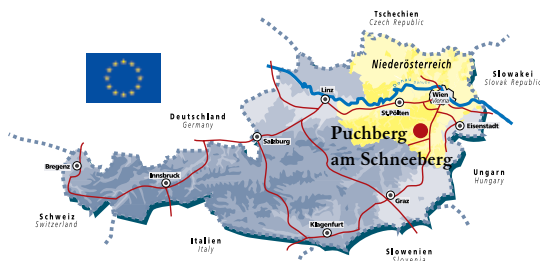 Tschechien
Czech Republic
Niederösterreich
Slowakei
Slovak Republic
Donau
Linz
Wien
Vienna
St.Pölten
Deutschland
Germany
Eisenstadt
Puchberg
am Schneeberg
Salzburg
Bregenz
Innsbruck
Ungarn
Hungary
Graz
Schweiz
Switzerland
Klagenfurt
Italien
Italy
Slowenien
Slovenia